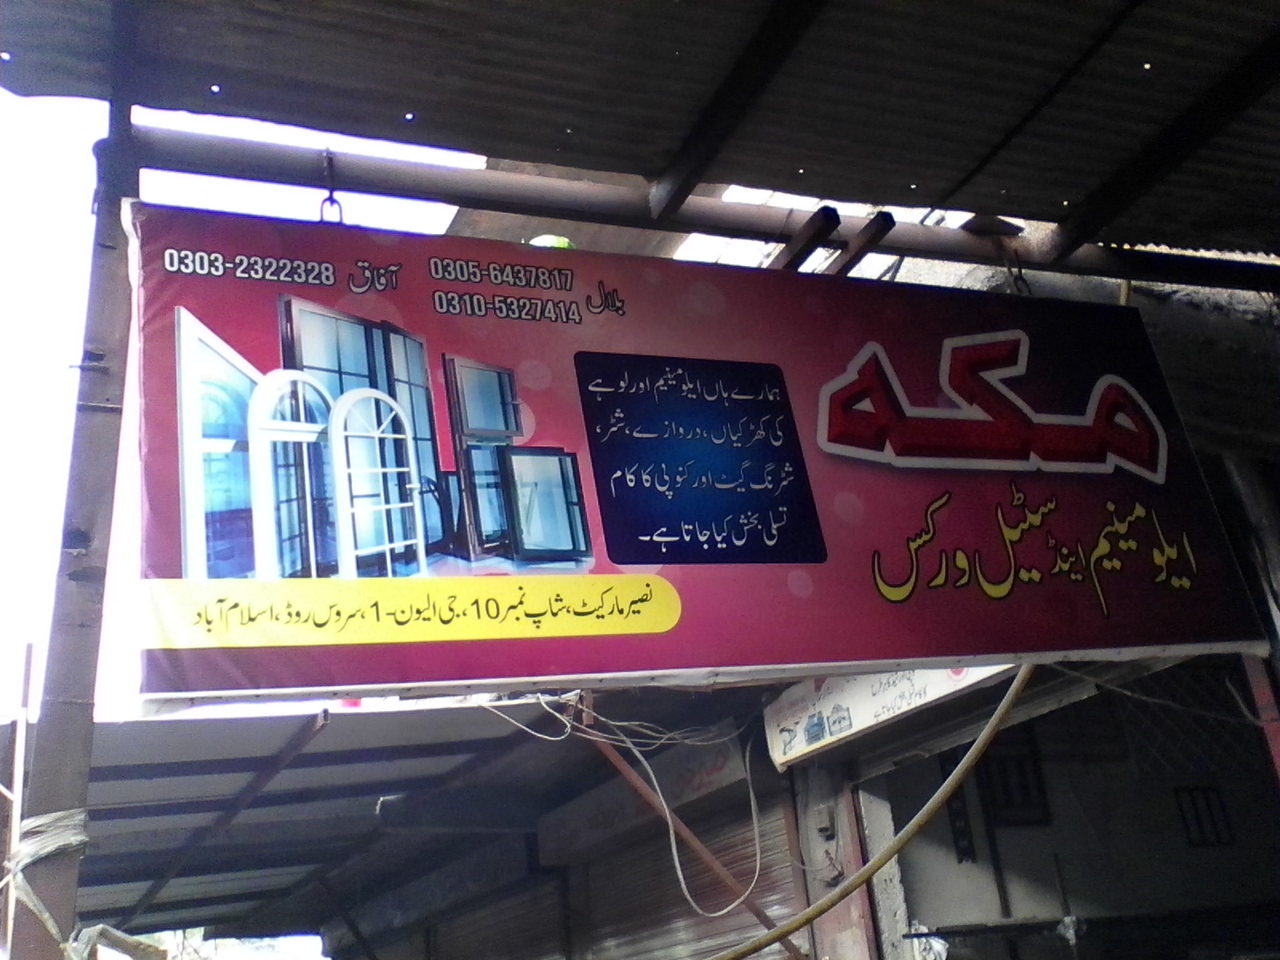 0303-2322328 آفاق
0305-6437817
0310-5327414 بلال
مکہ
ایلومینیم اینڈ سٹیل ورکس
ہمارے ہاں ایلومینیم اور لوہے
کی کھڑکیاں، دروازے، شٹر،
شٹرنگ گیٹ اور کنوپی کا کام
تسلی بخش کیا جاتا ہے۔
نصیر مارکیٹ، شاپ نمبر 10، جی الیون-1، سروس روڈ، اسلام آباد